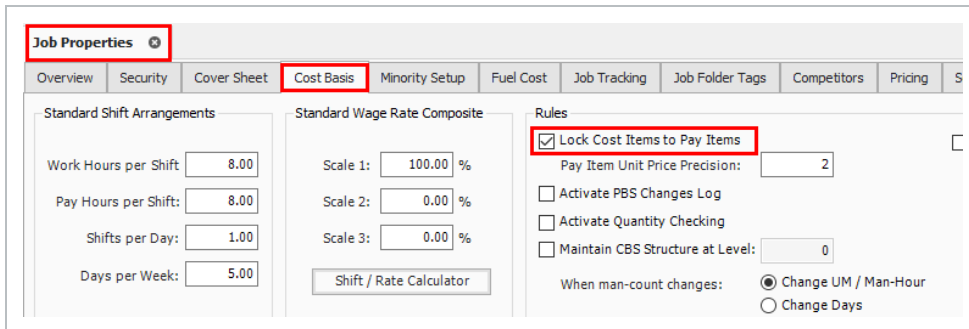 Job Properties
Overview Security Cover Sheet Cost Basis Minority Setup Fuel Cost Job Tracking Job Folder Tags Competitors Pricing S
Standard Shift Arrangements
Work Hours per Shift 8.00
Pay Hours per Shift: 8.00
Shifts per Day: 1.00
Days per Week: 5.00
Standard Wage Rate Composite
Scale 1: 100.00 %
Scale 2: 0.00 %
Scale 3: 0.00 %
Shift / Rate Calculator
Rules
Lock Cost Items to Pay Items
Pay Item Unit Price Precision: 2
Activate PBS Changes Log
Activate Quantity Checking
Maintain CBS Structure at Level: 0
When man-count changes: Change UM / Man-Hour
Change Days